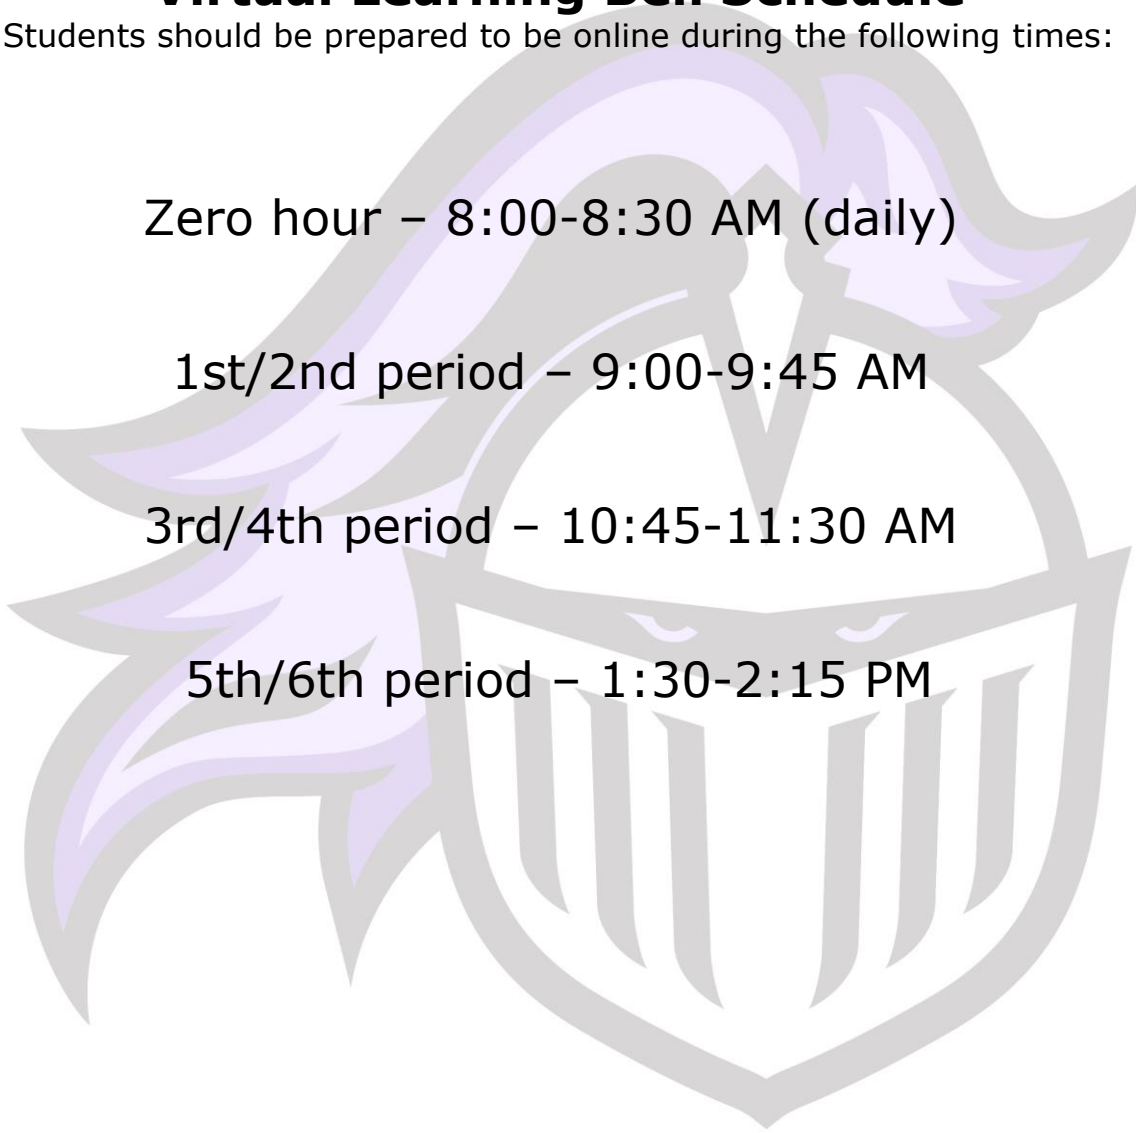 Virtual Learning Bell Schedule
Students should be prepared to be online during the following times:
Zero hour – 8:00-8:30 AM (daily)
1st/2nd period – 9:00-9:45 AM
3rd/4th period – 10:45-11:30 AM
5th/6th period – 1:30-2:15 PM